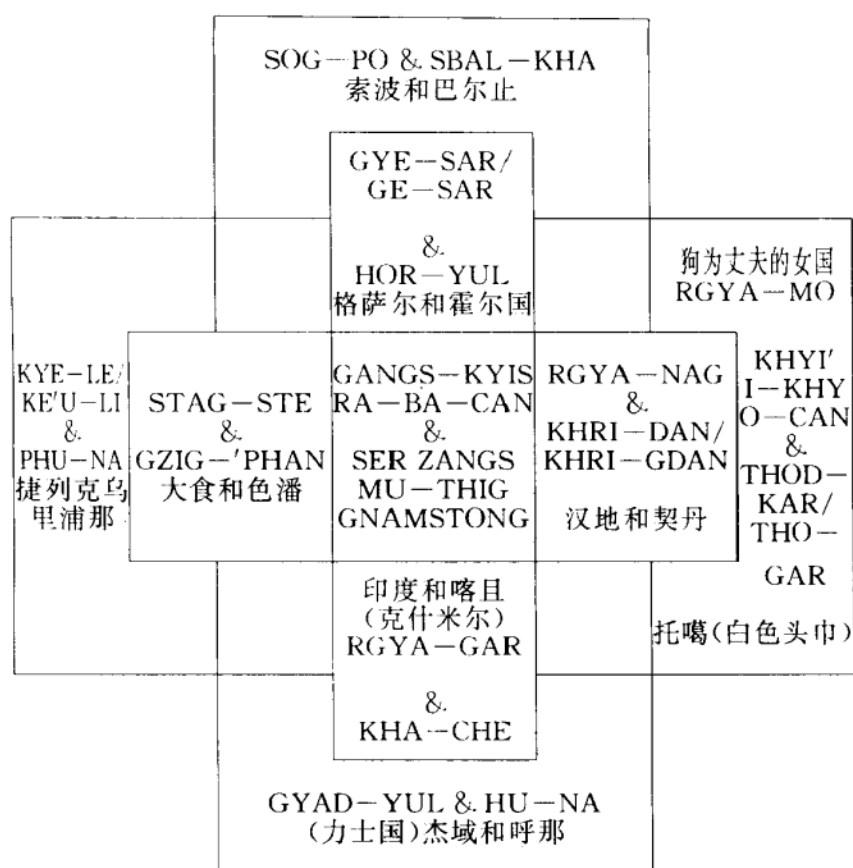 SOG－PO & SBAL－KHA
索波和巴尔止
GYE－SAR/
GE－SAR
&
HOR－YUL
格萨尔和霍尔国
狗为丈夫的女国
RGYA－MO
KHYI'
I－KHY
O－CAN
&
THOD-
KAR/
THO－
GAR
托噶(白色头巾)
KYE－LE/
KE'U－LI
&
PHU－NA
捷列克乌
里浦那
STAG－STE
&
GZIG－'PHAN
大食和色潘
GANGS－KYIS
RA－BA－CAN
&
SER ZANGS
MU－THIG
GNAMSTONG
RGYA－NAG
&
KHRI－DAN/
KHRI－GDAN
汉地和契丹
印度和喀且
(克什米尔)
RGYA－GAR
&
KHA－CHE
GYAD－YUL & HU－NA
(力士国)杰域和呼那